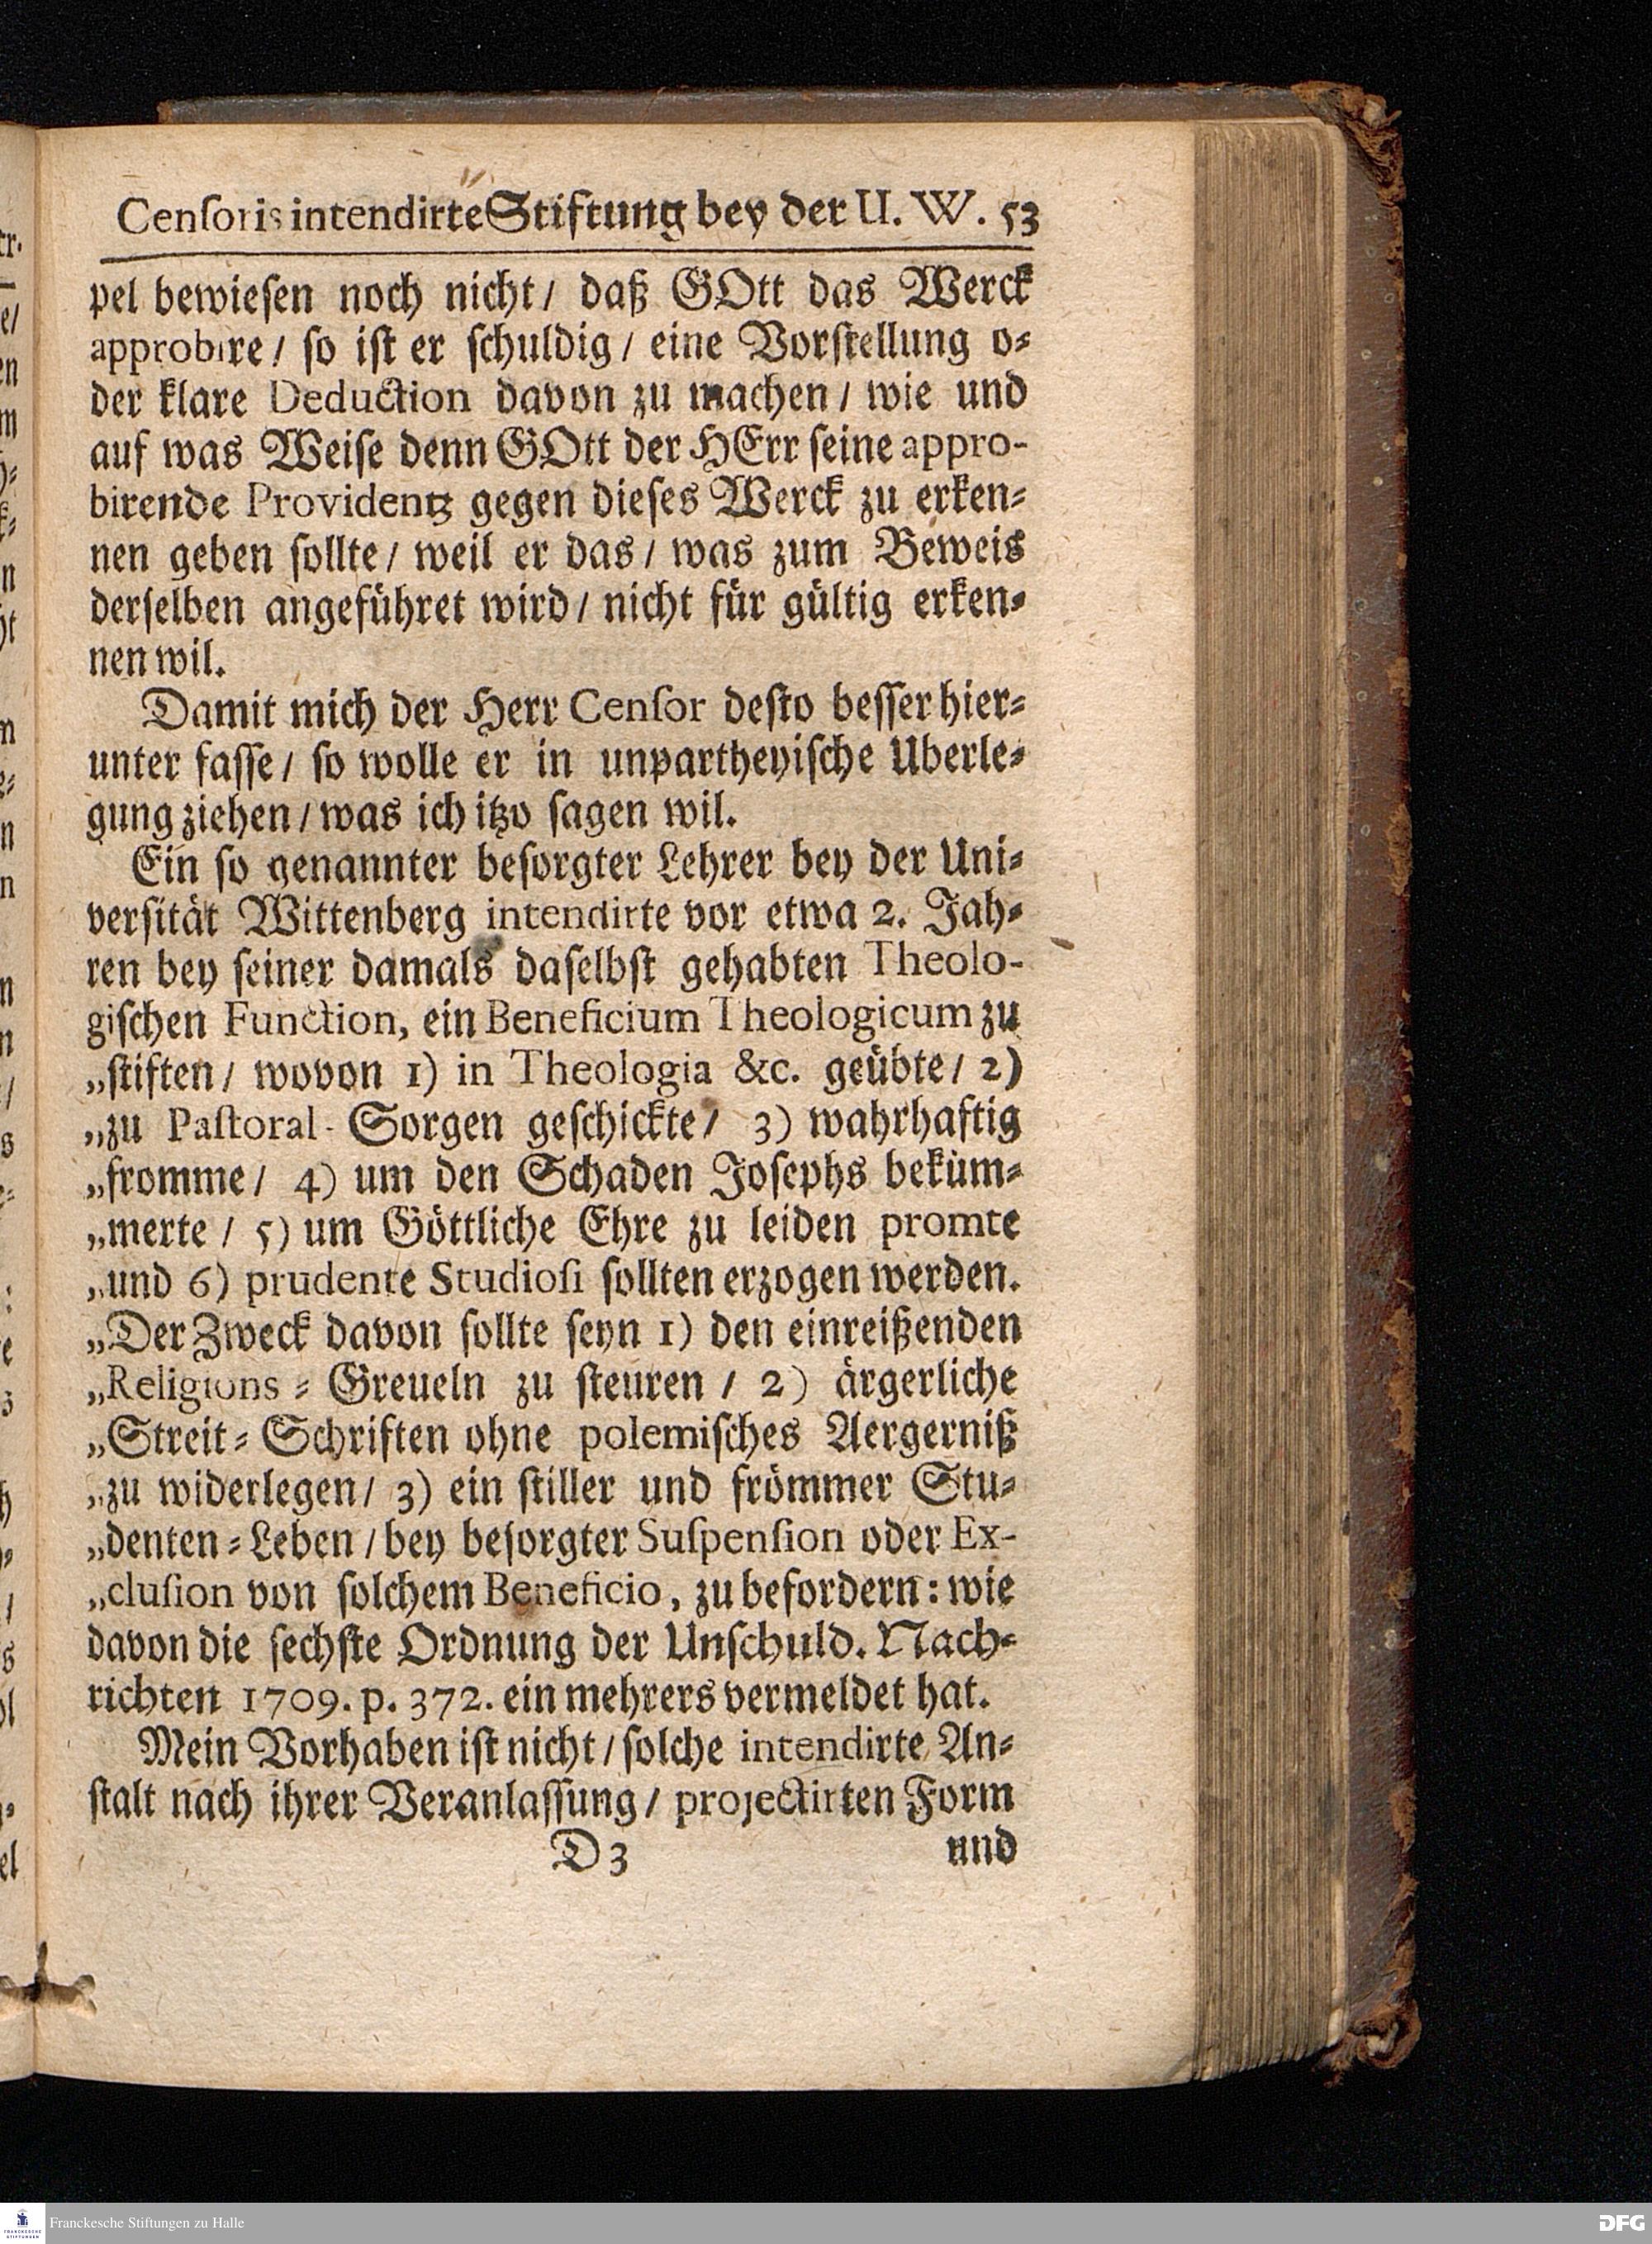 Cenſoris intendirte Stiftung bey der U. W. 53
pel bewieſen noch nicht / daß GOtt das Werck
approbire / ſo iſt er ſchuldig / eine Vorſtellung o-
der klare Deduction davon zu machen / wie und
auf was Weiſe denn GOtt der HErr ſeine appro-
birende Providentz gegen dieſes Werck zu erken-
nen geben ſollte / weil er das / was zum Beweis
derſelben angeführet wird / nicht für gültig erken-
nen wil.
Damit mich der Herr Cenſor deſto beſſer hier-
unter faſſe / ſo wolle er in unpartheyiſche Uberle-
gung ziehen / was ich itzo ſagen wil.
Ein ſo genannter beſorgter Lehrer bey der Uni-
verſität Wittenberg intendirte vor etwa 2. Jah-
ren bey ſeiner damals daſelbſt gehabten Theolo-
giſchen Function, ein Beneficium Theologicum zu
„ſtiften / wovon 1) in Theologia &c. geübte / 2)
„zu Paſtoral- Sorgen geſchickte / 3) wahrhaftig
„fromme / 4) um den Schaden Joſephs beküm-
„merte / 5) um Göttliche Ehre zu leiden promte
„und 6) prudente Studioſi ſollten erzogen werden.
„Der Zweck davon ſollte ſeyn 1) den einreißenden
„Religions- Greueln zu ſteuren / 2) ärgerliche
„Streit-Schriften ohne polemiſches Aergerniß
„zu widerlegen / 3) ein ſtiller und frömmer Stu-
„denten-Leben / bey beſorgter Suſpenſion oder Ex-
„cluſion von ſolchem Beneficio, zu befordern: wie
davon die ſechſte Ordnung der Unſchuld. Nach-
richten 1709. p. 372. ein mehrers vermeldet hat.
Mein Vorhaben iſt nicht / ſolche intendirte An-
ſtalt nach ihrer Veranlaſſung / projectirten Form
D 3 und
Franckesche Stiftungen zu Halle
DFG